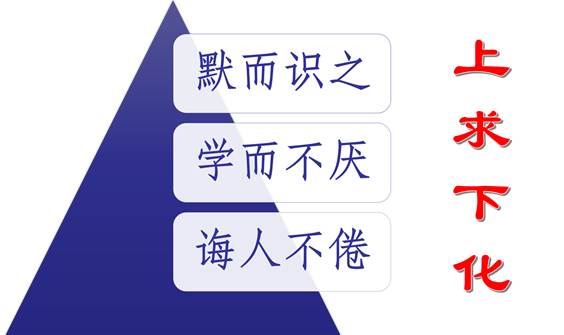 默而识之
学而不厌
诲人不倦
上求下化